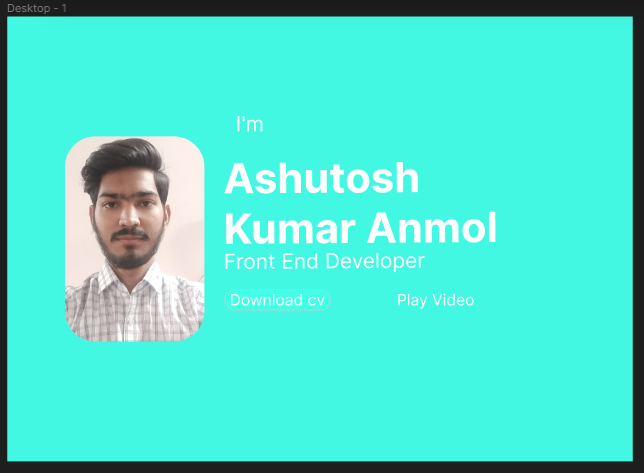 Desktop - 1
I'm
Ashutosh
Kumar Anmol
Front End Developer
Download cv
Play Video